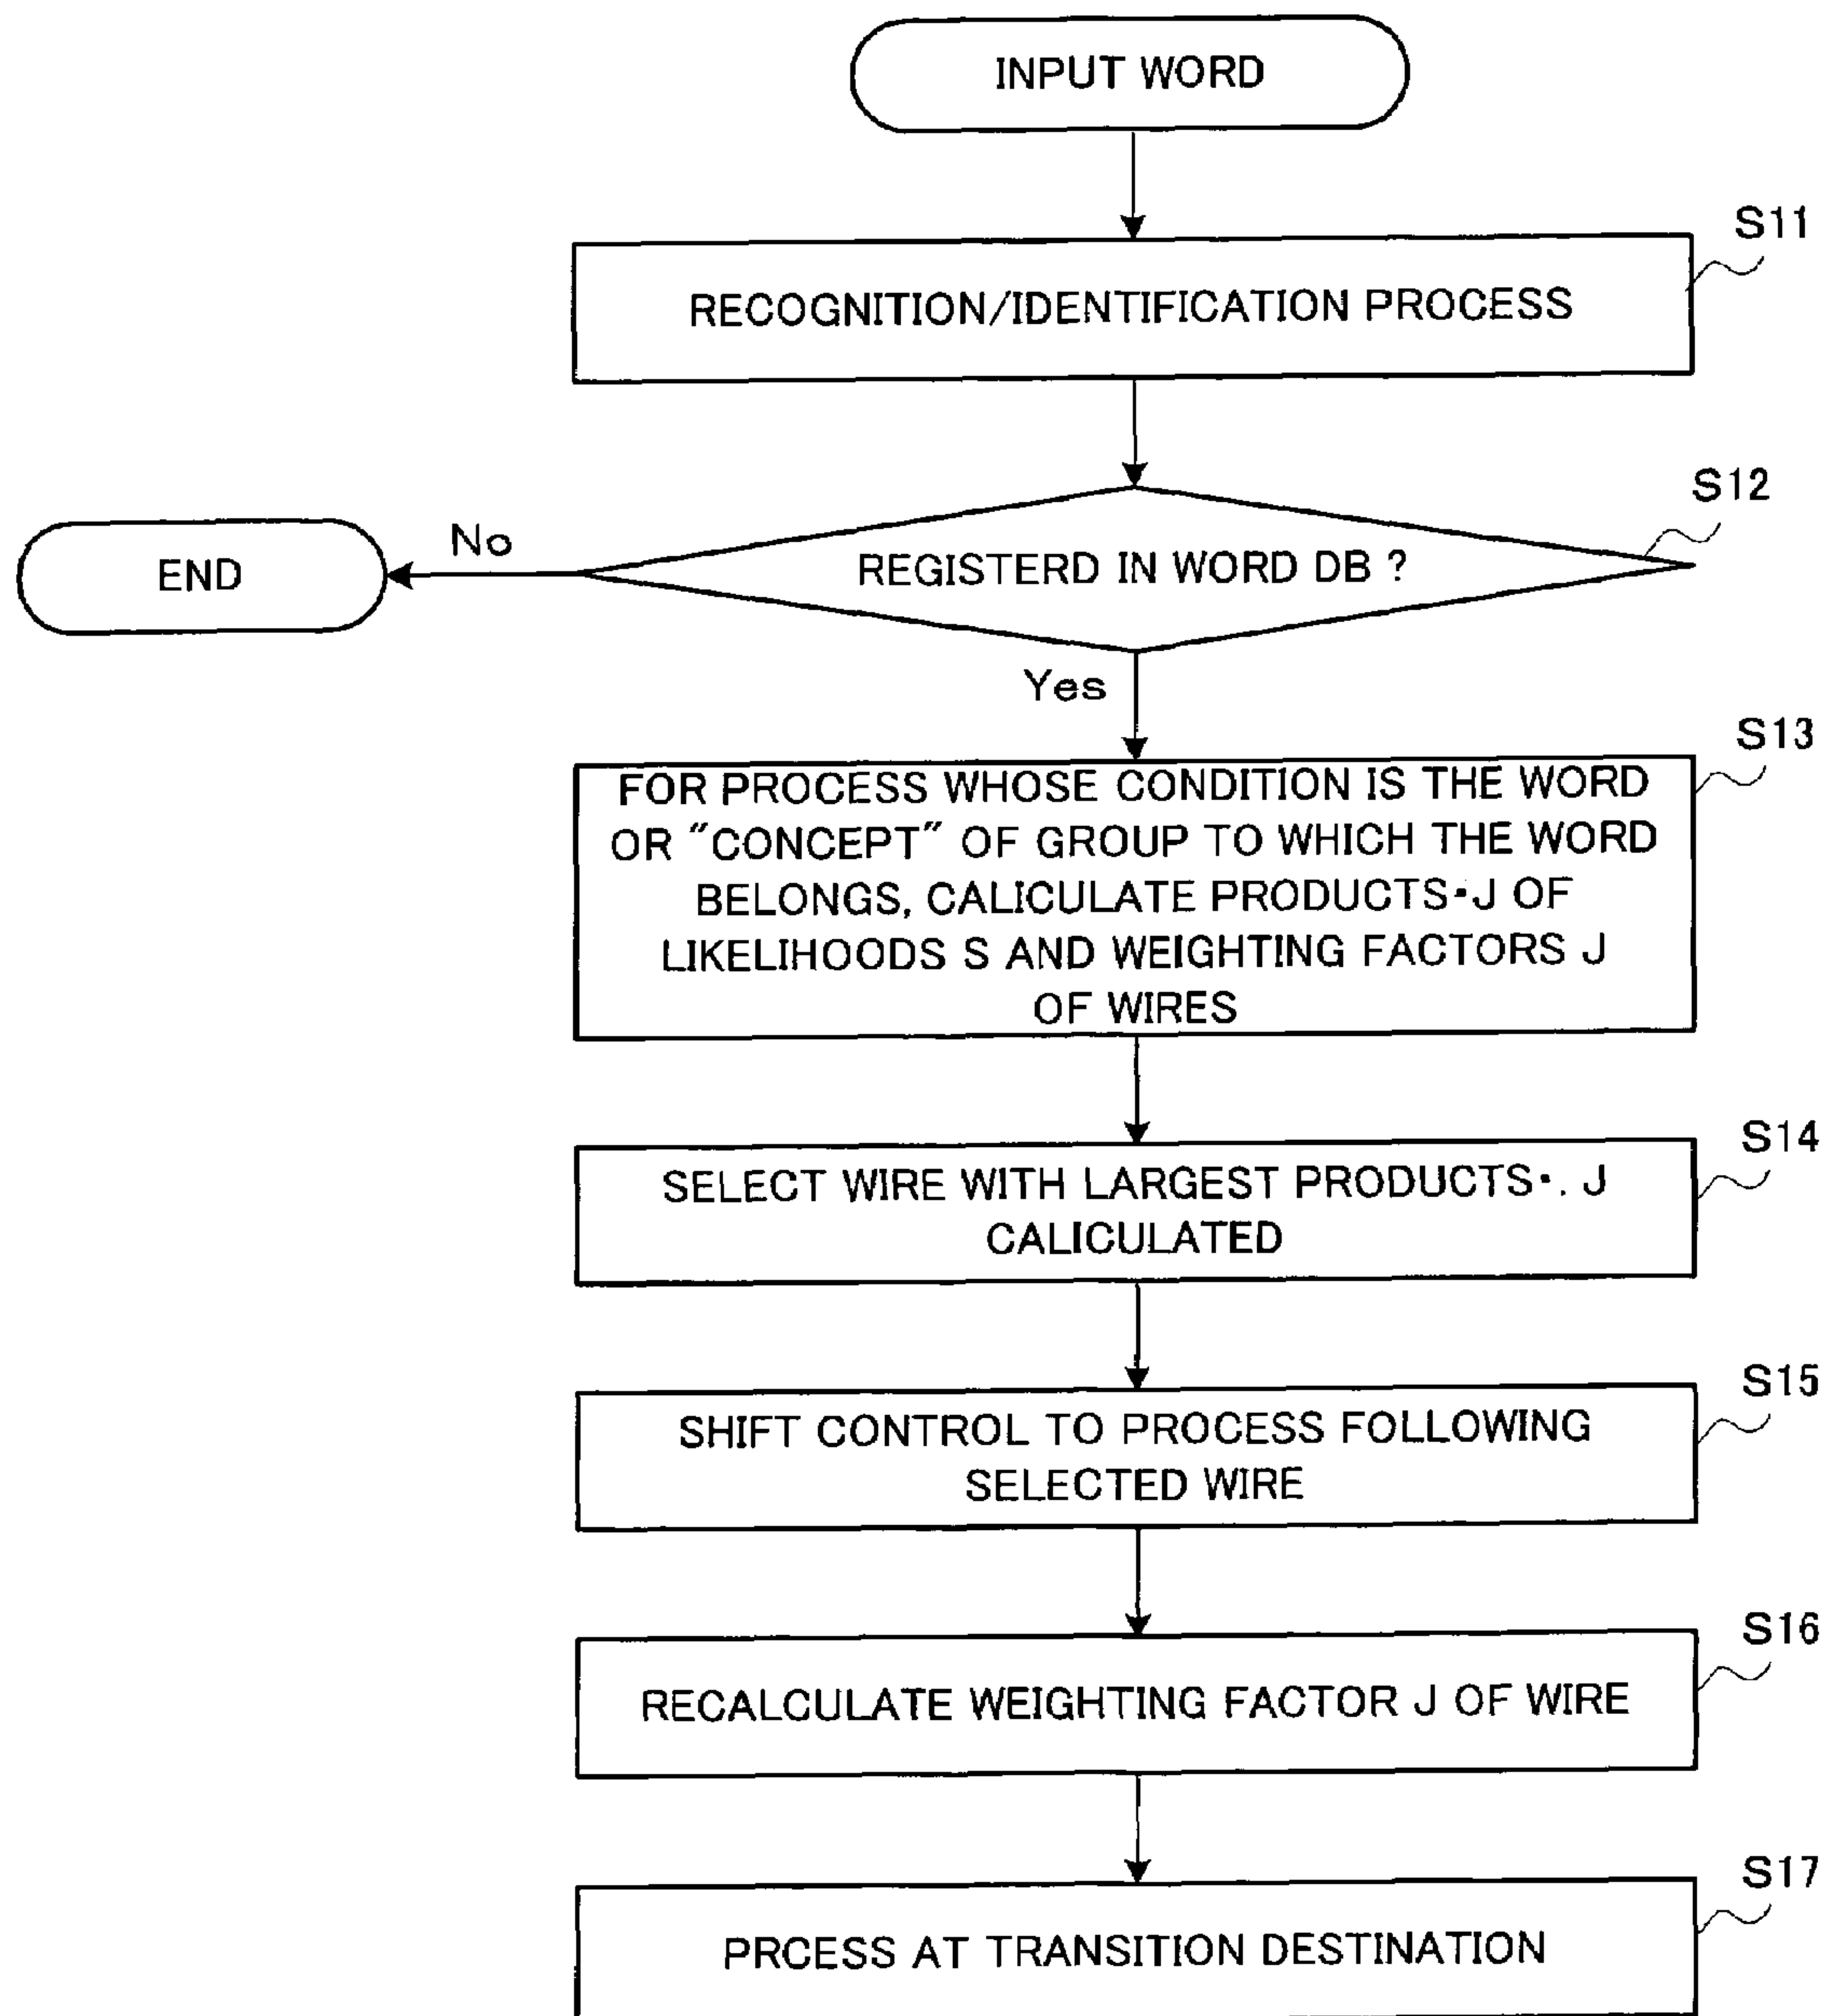 INPUT WORD
S11
RECOGNITION/IDENTIFICATION PROCESS
S12
REGISTERD IN WORD DB ?
No
END
Yes
S13
FOR PROCESS WHOSE CONDITION IS THE WORD
OR "CONCEPT" OF GROUP TO WHICH THE WORD
BELONGS, CALICULATE PRODUCTS･J OF
LIKELIHOODS S AND WEIGHTING FACTORS J
OF WIRES
S14
SELECT WIRE WITH LARGEST PRODUCTS･. J
CALICULATED
S15
SHIFT CONTROL TO PROCESS FOLLOWING
SELECTED WIRE
S16
RECALCULATE WEIGHTING FACTOR J OF WIRE
S17
PRCESS AT TRANSITION DESTINATION